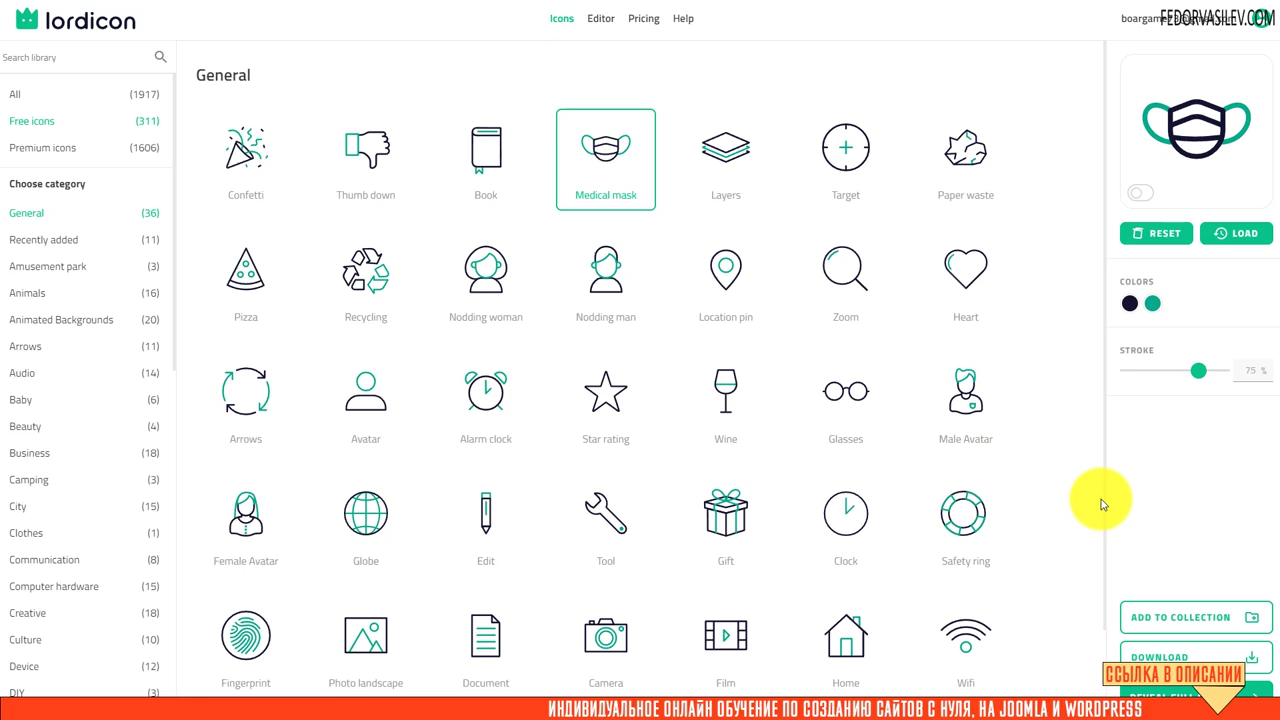 lordicon
Icons
Editor
Pricing
Help
FEDORVASILEV.COM
Search library
All (1917)
Free icons (311)
Premium icons (1606)
Choose category
General (36)
Recently added (11)
Amusement park (3)
Animals (16)
Animated Backgrounds (20)
Arrows (11)
Audio (14)
Baby (6)
Beauty (4)
Business (18)
Camping (3)
City (15)
Clothes (1)
Communication (8)
Computer hardware (15)
Creative (18)
Culture (10)
Device (12)
DIY (3)
General
Confetti
Thumb down
Book
Medical mask
Layers
Target
Paper waste
Pizza
Recycling
Nodding woman
Nodding man
Location pin
Zoom
Heart
Arrows
Avatar
Alarm clock
Star rating
Wine
Glasses
Male Avatar
Female Avatar
Globe
Edit
Tool
Gift
Clock
Safety ring
Fingerprint
Photo landscape
Document
Camera
Film
Home
Wifi
RESET
LOAD
COLORS
STROKE
75 %
ADD TO COLLECTION
DOWNLOAD
ССЫЛКА В ОПИСАНИИ
ИНДИВИДУАЛЬНОЕ ОНЛАЙН ОБУЧЕНИЕ ПО СОЗДАНИЮ САЙТОВ С НУЛЯ, НА JOOMLA И WORDPRESS